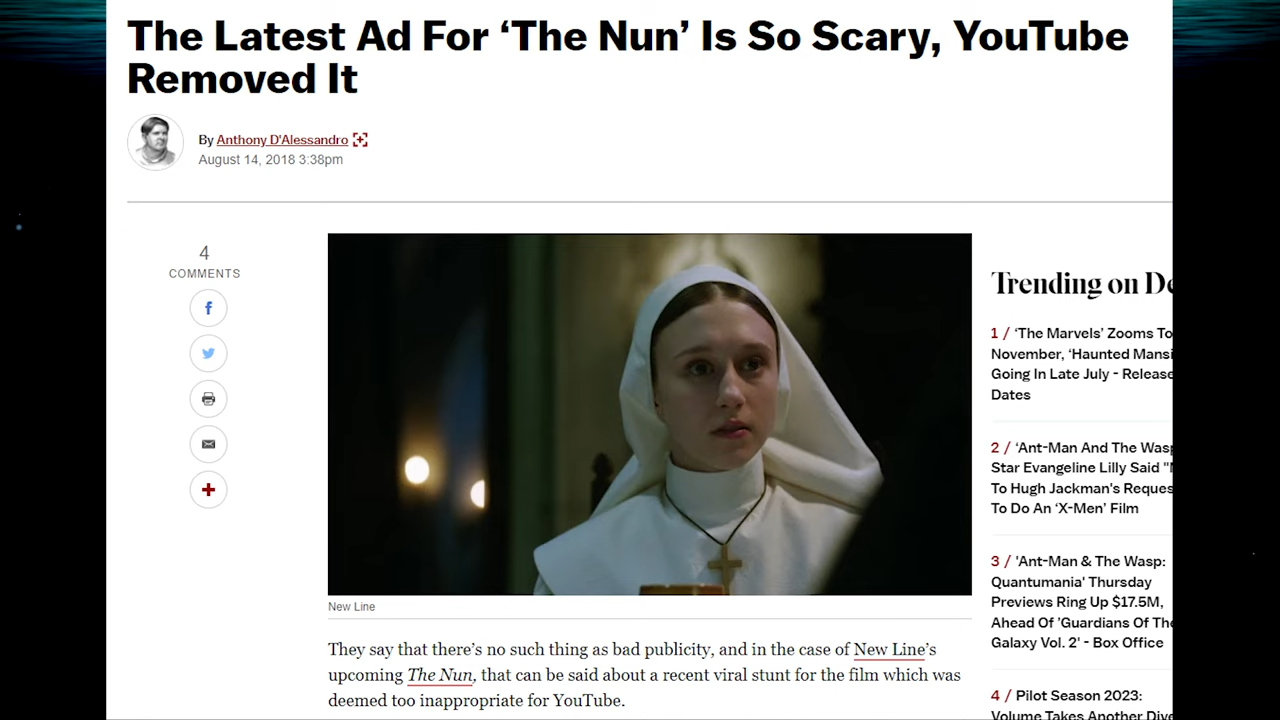 The Latest Ad For ‘The Nun’ Is So Scary, YouTube
Removed It
By Anthony D'Alessandro
August 14, 2018 3:38pm
4
COMMENTS
New Line
They say that there’s no such thing as bad publicity, and in the case of New Line’s
upcoming The Nun, that can be said about a recent viral stunt for the film which was
deemed too inappropriate for YouTube.
Trending on
1 / ‘The Marvels’ Zooms To
November, ‘Haunted
Going In Late July - Release
Dates
2 / ‘Ant-Man And The Wasp
Star Evangeline Lilly Said
To Hugh Jackman's
To Do An ‘X-Men’ Film
3 / 'Ant-Man & The Wasp:
Quantumania' Thursday
Previews Ring Up $17.5M,
Ahead Of 'Guardians Of The
Galaxy Vol. 2' - Box Office
4 / Pilot Season 2023:
Volume Takes Another